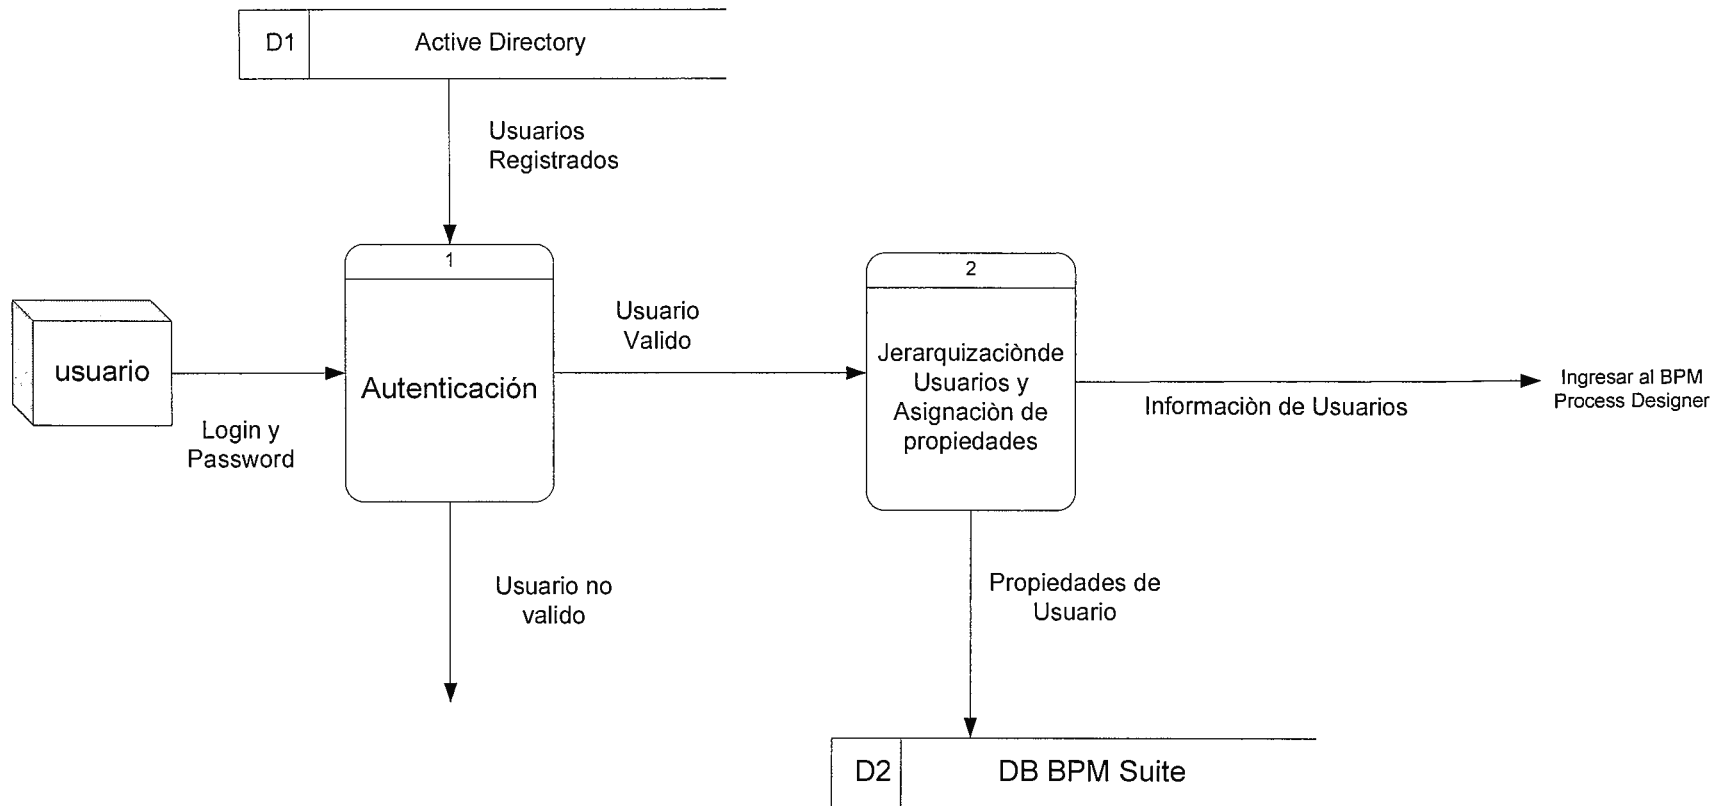 D1
Active Directory
Usuarios
Registrados
1
2
Usuario
Valido
usuario
Autenticación
Jerarquizaciònde
Usuarios y
Asignaciòn de
propiedades
Ingresar al BPM
Process Designer
Informaciòn de Usuarios
Login y
Password
Usuario no
valido
Propiedades de
Usuario
D2
DB BPM Suite